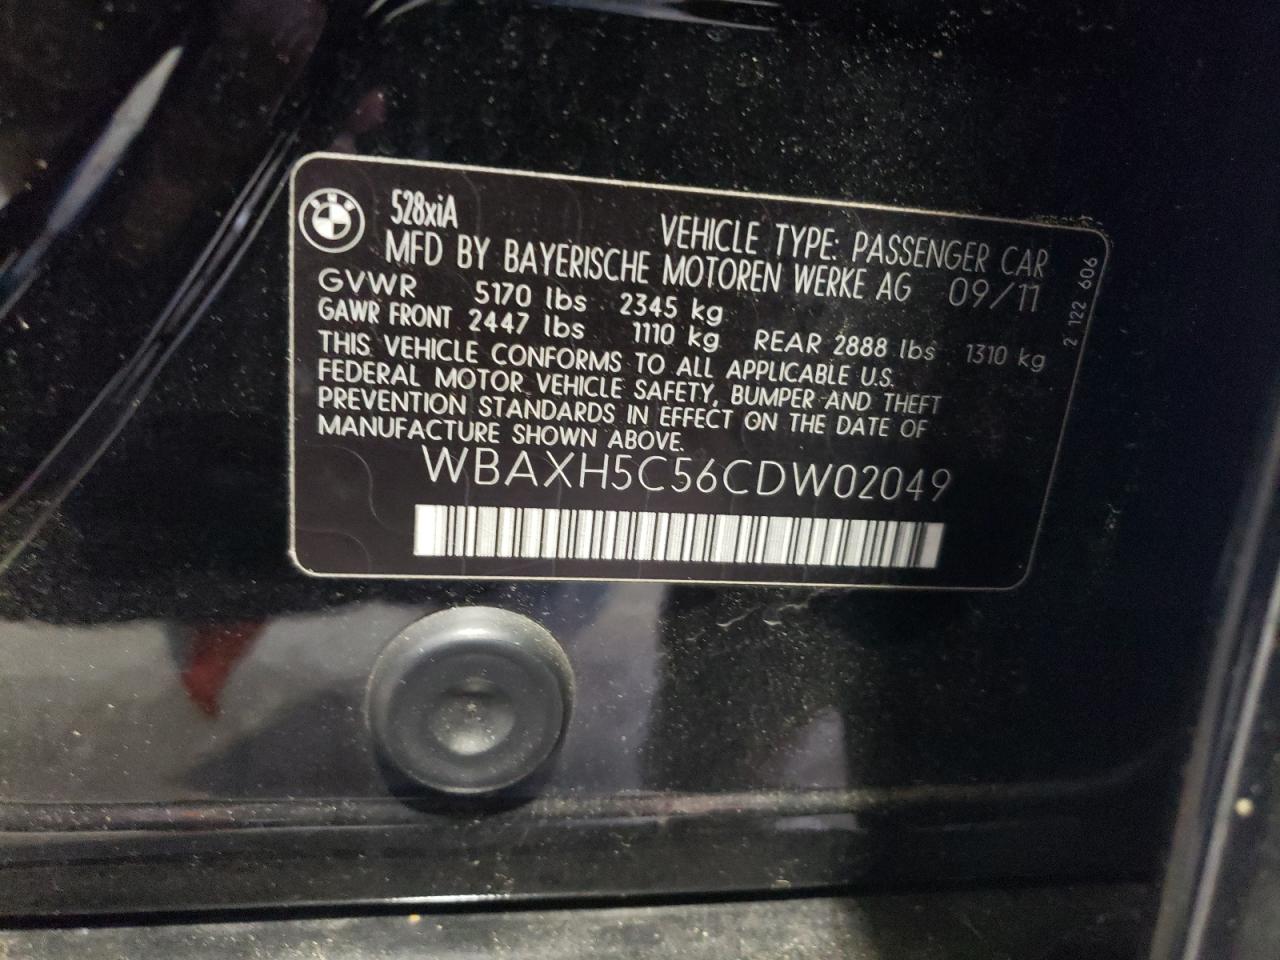 BMW
528xiA
VEHICLE TYPE: PASSENGER CAR
MFD BY BAYERISCHE MOTOREN WERKE AG 09/11
GVWR 5170 lbs 2345 kg
GAWR FRONT 2447 lbs 1110 kg REAR 2888 lbs 1310 kg
THIS VEHICLE CONFORMS TO ALL APPLICABLE U.S.
FEDERAL MOTOR VEHICLE SAFETY, BUMPER AND THEFT
PREVENTION STANDARDS IN EFFECT ON THE DATE OF
MANUFACTURE SHOWN ABOVE.
WBAXH5C56CDW02049
2 122 606